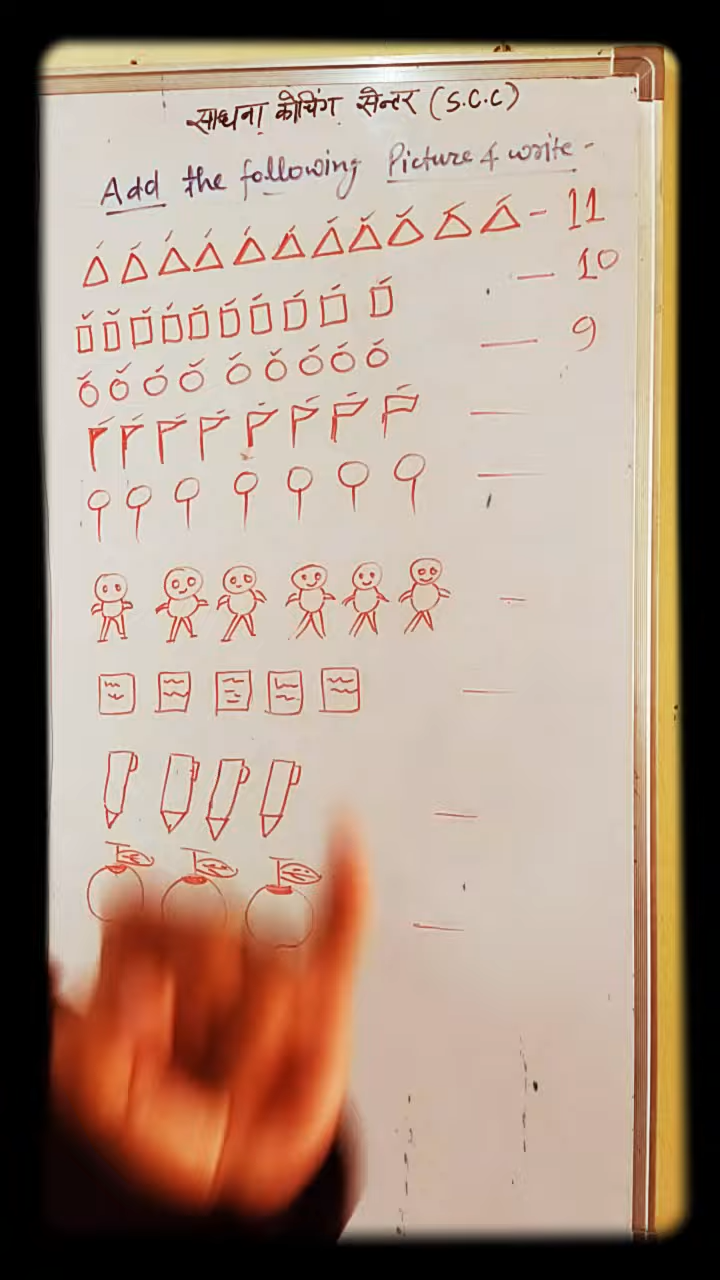 साधना कोचिंग सेन्टर (S.C.C)
Add the following Picture & write -
- 11
— 10
— 9